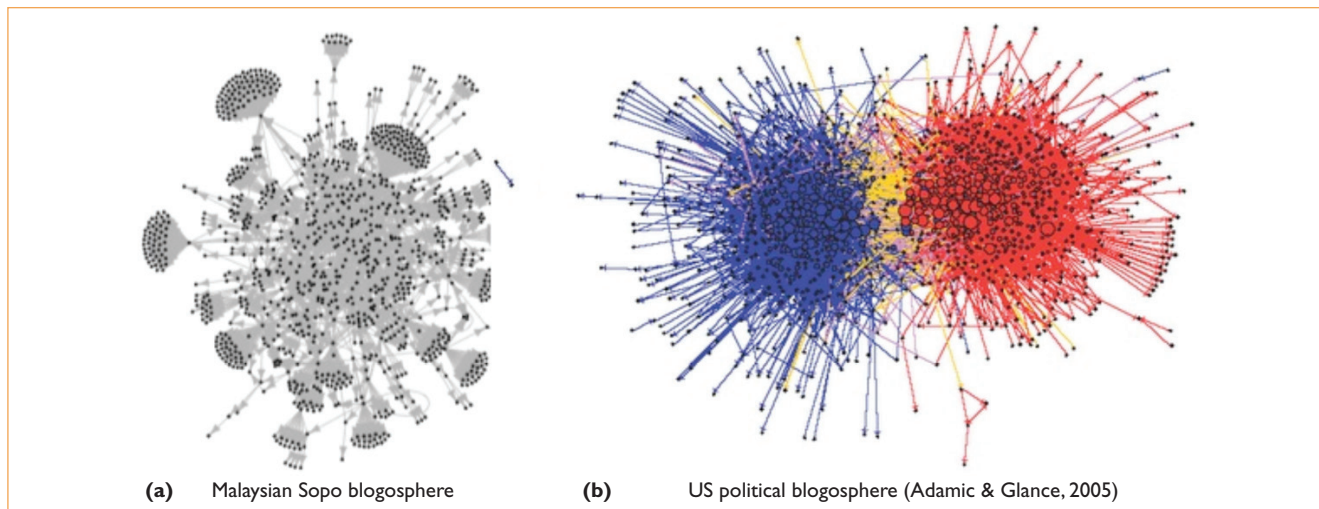 (a) Malaysian Sopo blogosphere
(b) US political blogosphere (Adamic & Glance, 2005)